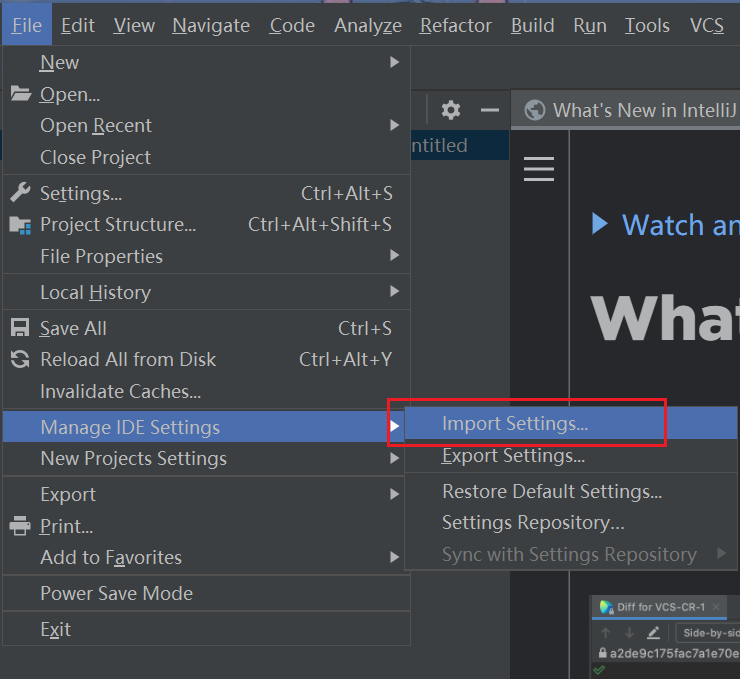 File Edit View Navigate Code Analyze Refactor Build Run Tools VCS
New
Open...
Open Recent
Close Project
ntitled
What's New in IntelliJ
Settings... Ctrl+Alt+S
Project Structure... Ctrl+Alt+Shift+S
File Properties
Local History
Save All Ctrl+S
Reload All from Disk Ctrl+Alt+Y
Invalidate Caches...
Manage IDE Settings
New Projects Settings
Export
Print...
Add to Favorites
Power Save Mode
Exit
Import Settings...
Export Settings...
Restore Default Settings...
Settings Repository...
Sync with Settings Repository
Watch an
What
Diff for VCS-CR-1
Side-by-sid
a2de9c175fac7a1e70e